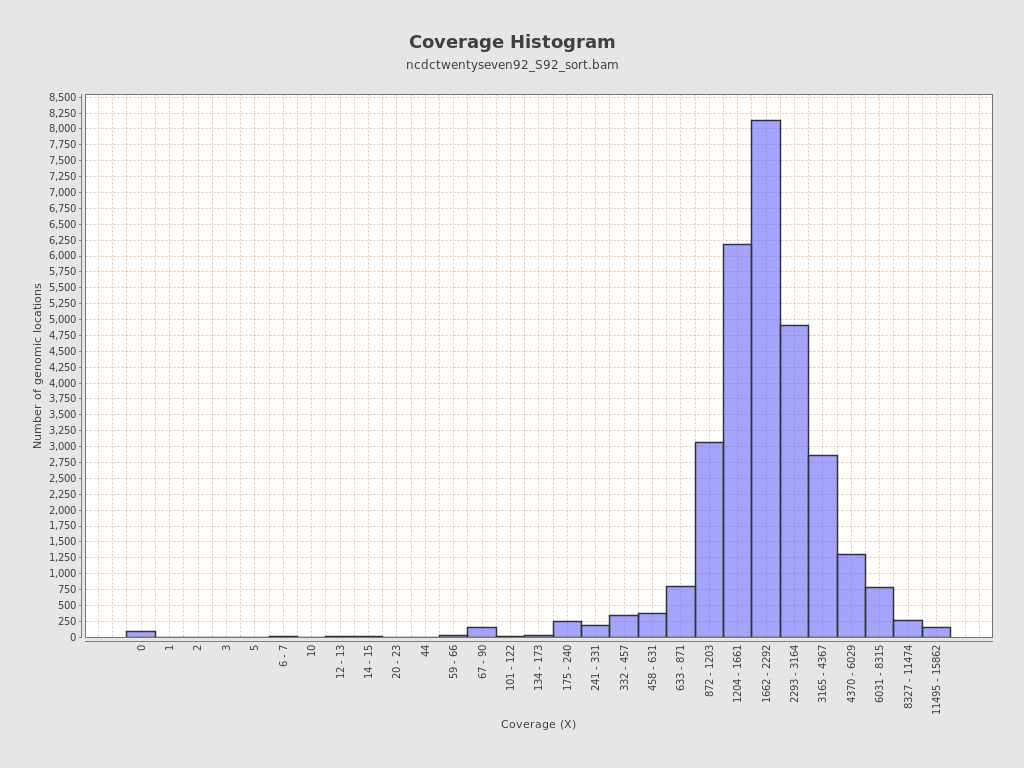 Coverage Histogram
ncdctwentyseven92_S92_sort.bam
8,500
8,250
8,000
7,750
7,500
7,250
7,000
6,750
6,500
6,250
6,000
5,750
5,500
5,250
5,000
4,750
4,500
4,250
4,000
3,750
3,500
3,250
3,000
2,750
2,500
2,250
2,000
1,750
1,500
1,250
1,000
750
500
250
0
Number of genomic locations
0
1
2
3
5
6 - 7
10
12 - 13
14 - 15
20 - 23
44
59 - 66
67 - 90
101 - 122
134 - 173
175 - 240
241 - 331
332 - 457
458 - 631
633 - 871
872 - 1203
1204 - 1661
1662 - 2292
2293 - 3164
3165 - 4367
4370 - 6029
6031 - 8315
8327 - 11474
11495 - 15862
Coverage (X)